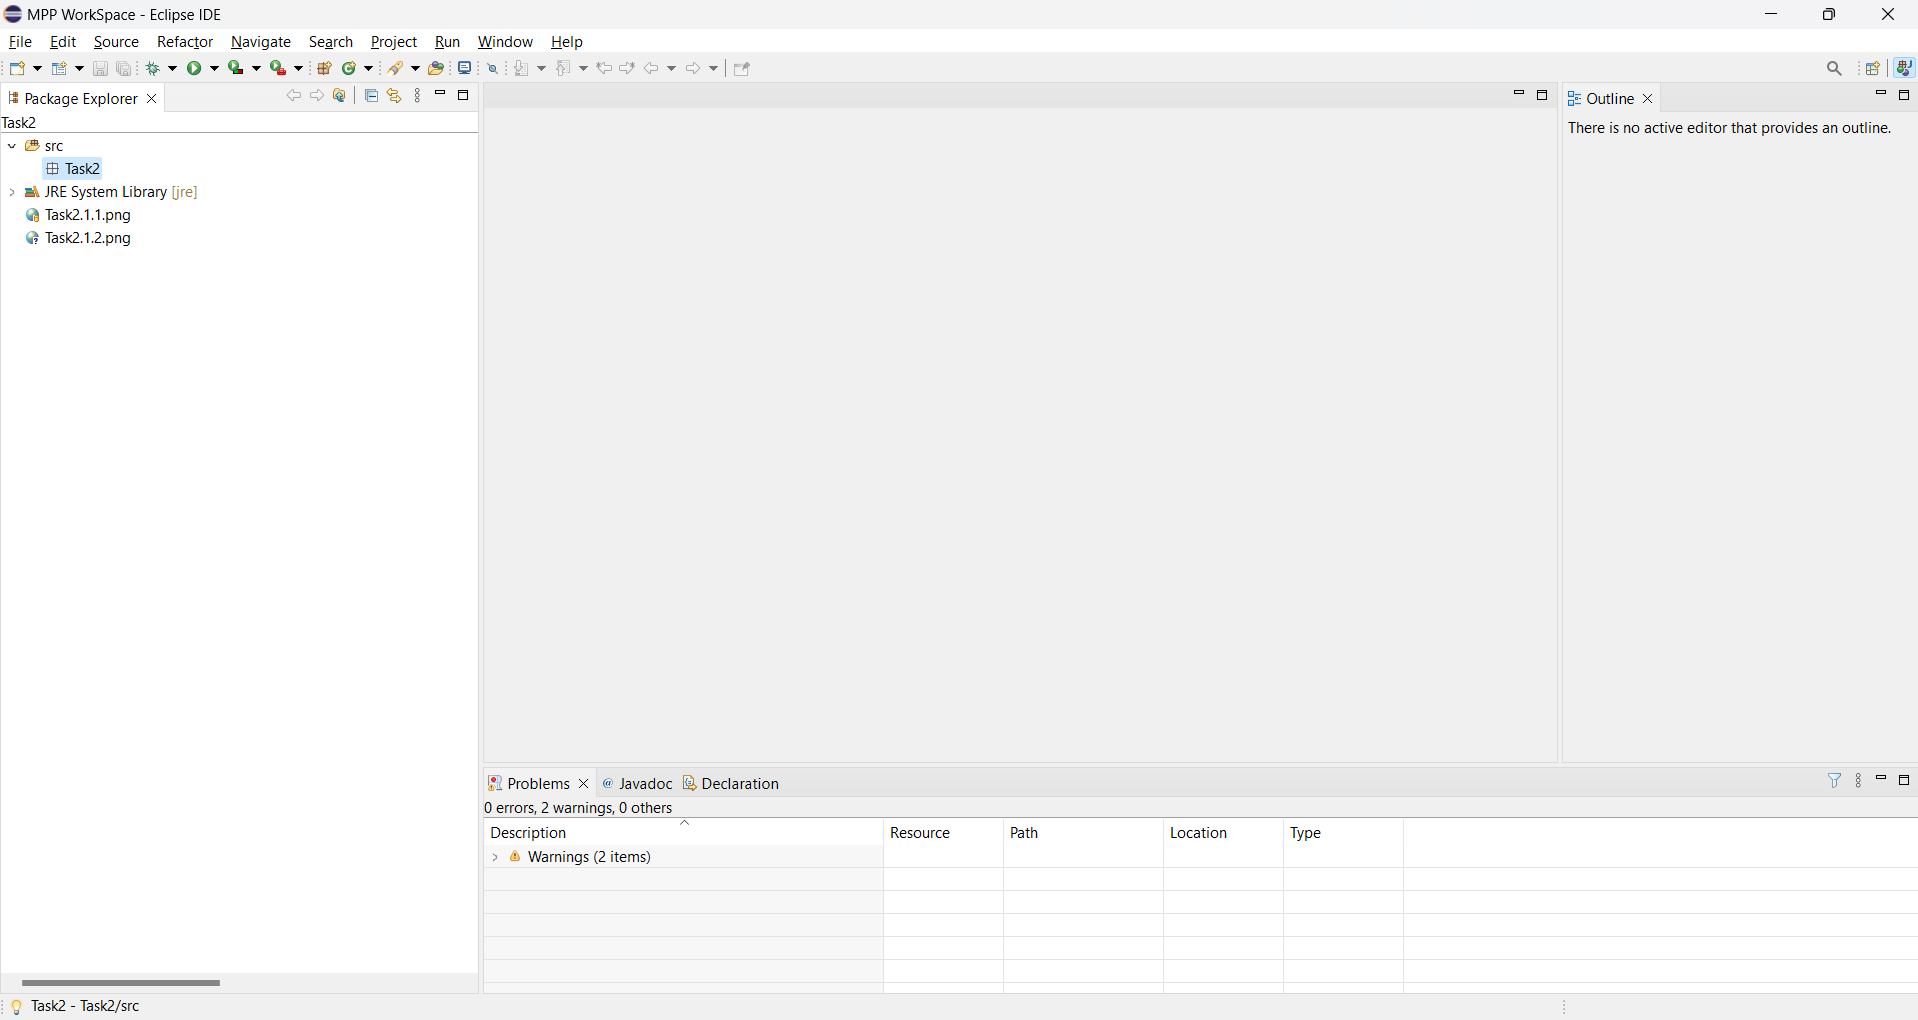 MPP WorkSpace - Eclipse IDE
File Edit Source Refactor Navigate Search Project Run Window Help
Package Explorer
Task2
src
Task2
JRE System Library [jre]
Task2.1.1.png
Task2.1.2.png
Outline
There is no active editor that provides an outline.
Problems @ Javadoc Declaration
0 errors, 2 warnings, 0 others
Description Resource Path Location Type
Warnings (2 items)
Task2 - Task2/src